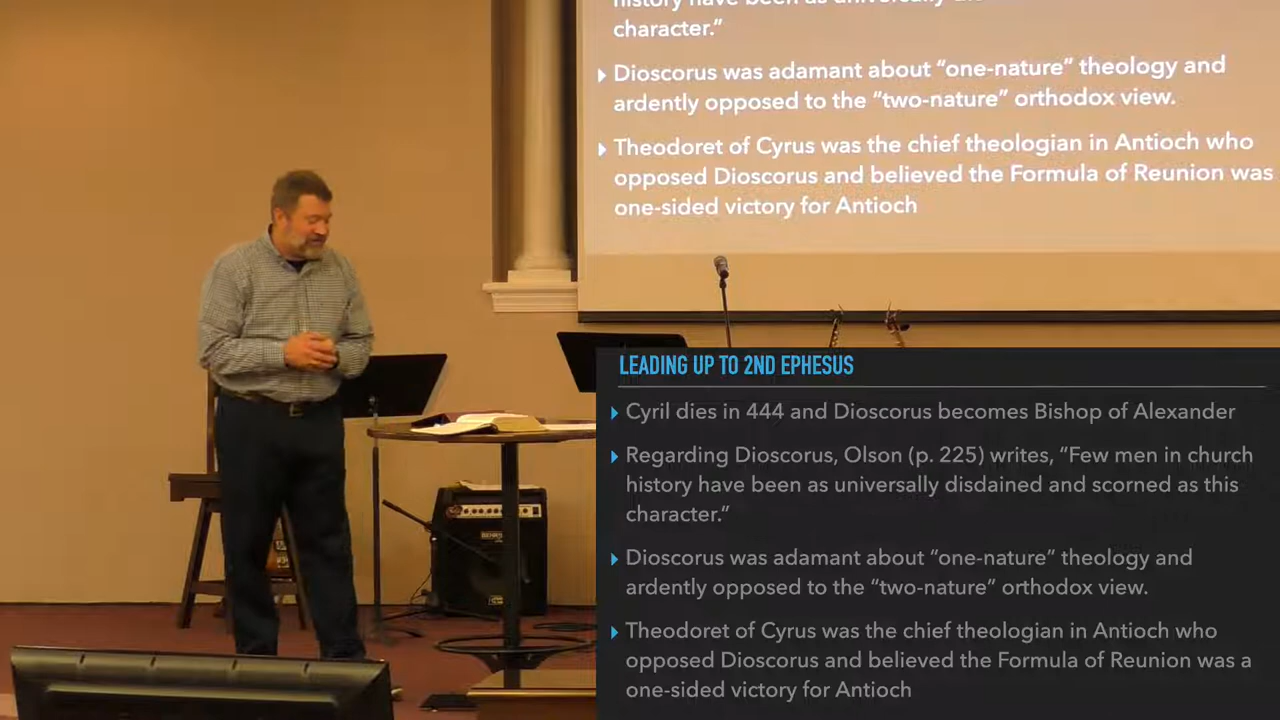 history have been as universally
character.”
Dioscorus was adamant about “one-nature” theology and
ardently opposed to the “two-nature” orthodox view.
Theodoret of Cyrus was the chief theologian in Antioch who
opposed Dioscorus and believed the Formula of Reunion was
one-sided victory for Antioch
LEADING UP TO 2ND EPHESUS
Cyril dies in 444 and Dioscorus becomes Bishop of Alexander
Regarding Dioscorus, Olson (p. 225) writes, “Few men in church
history have been as universally disdained and scorned as this
character.”
Dioscorus was adamant about “one-nature” theology and
ardently opposed to the “two-nature” orthodox view.
Theodoret of Cyrus was the chief theologian in Antioch who
opposed Dioscorus and believed the Formula of Reunion was a
one-sided victory for Antioch